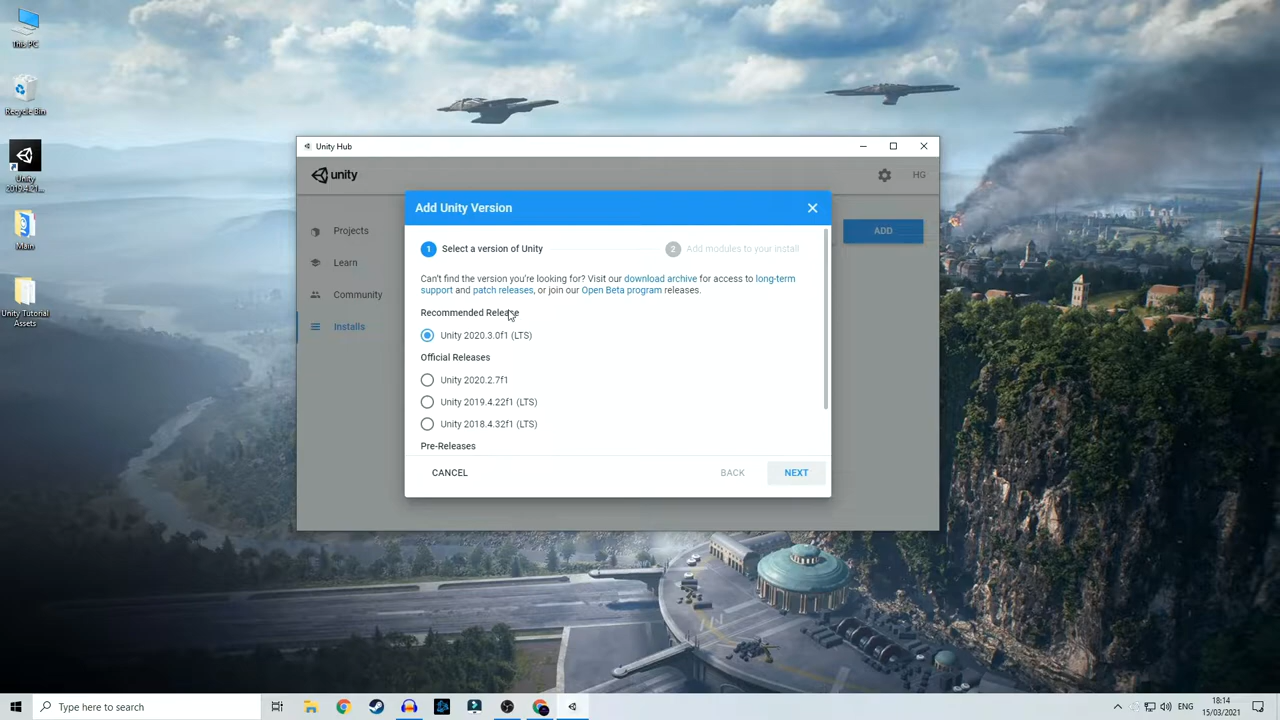 This PC
Recycle Bin
Unity
2019.4.21...
Main
Unity Tutorial
Assets
Unity Hub
unity
HG
Projects
Learn
Community
Installs
ADD
Add Unity Version
1 Select a version of Unity
2 Add modules to your install
Can't find the version you're looking for? Visit our download archive for access to long-term
support and patch releases, or join our Open Beta program releases.
Recommended Release
Unity 2020.3.0f1 (LTS)
Official Releases
Unity 2020.2.7f1
Unity 2019.4.22f1 (LTS)
Unity 2018.4.32f1 (LTS)
Pre-Releases
CANCEL
BACK
NEXT
Type here to search
ENG
18:14
15/03/2021